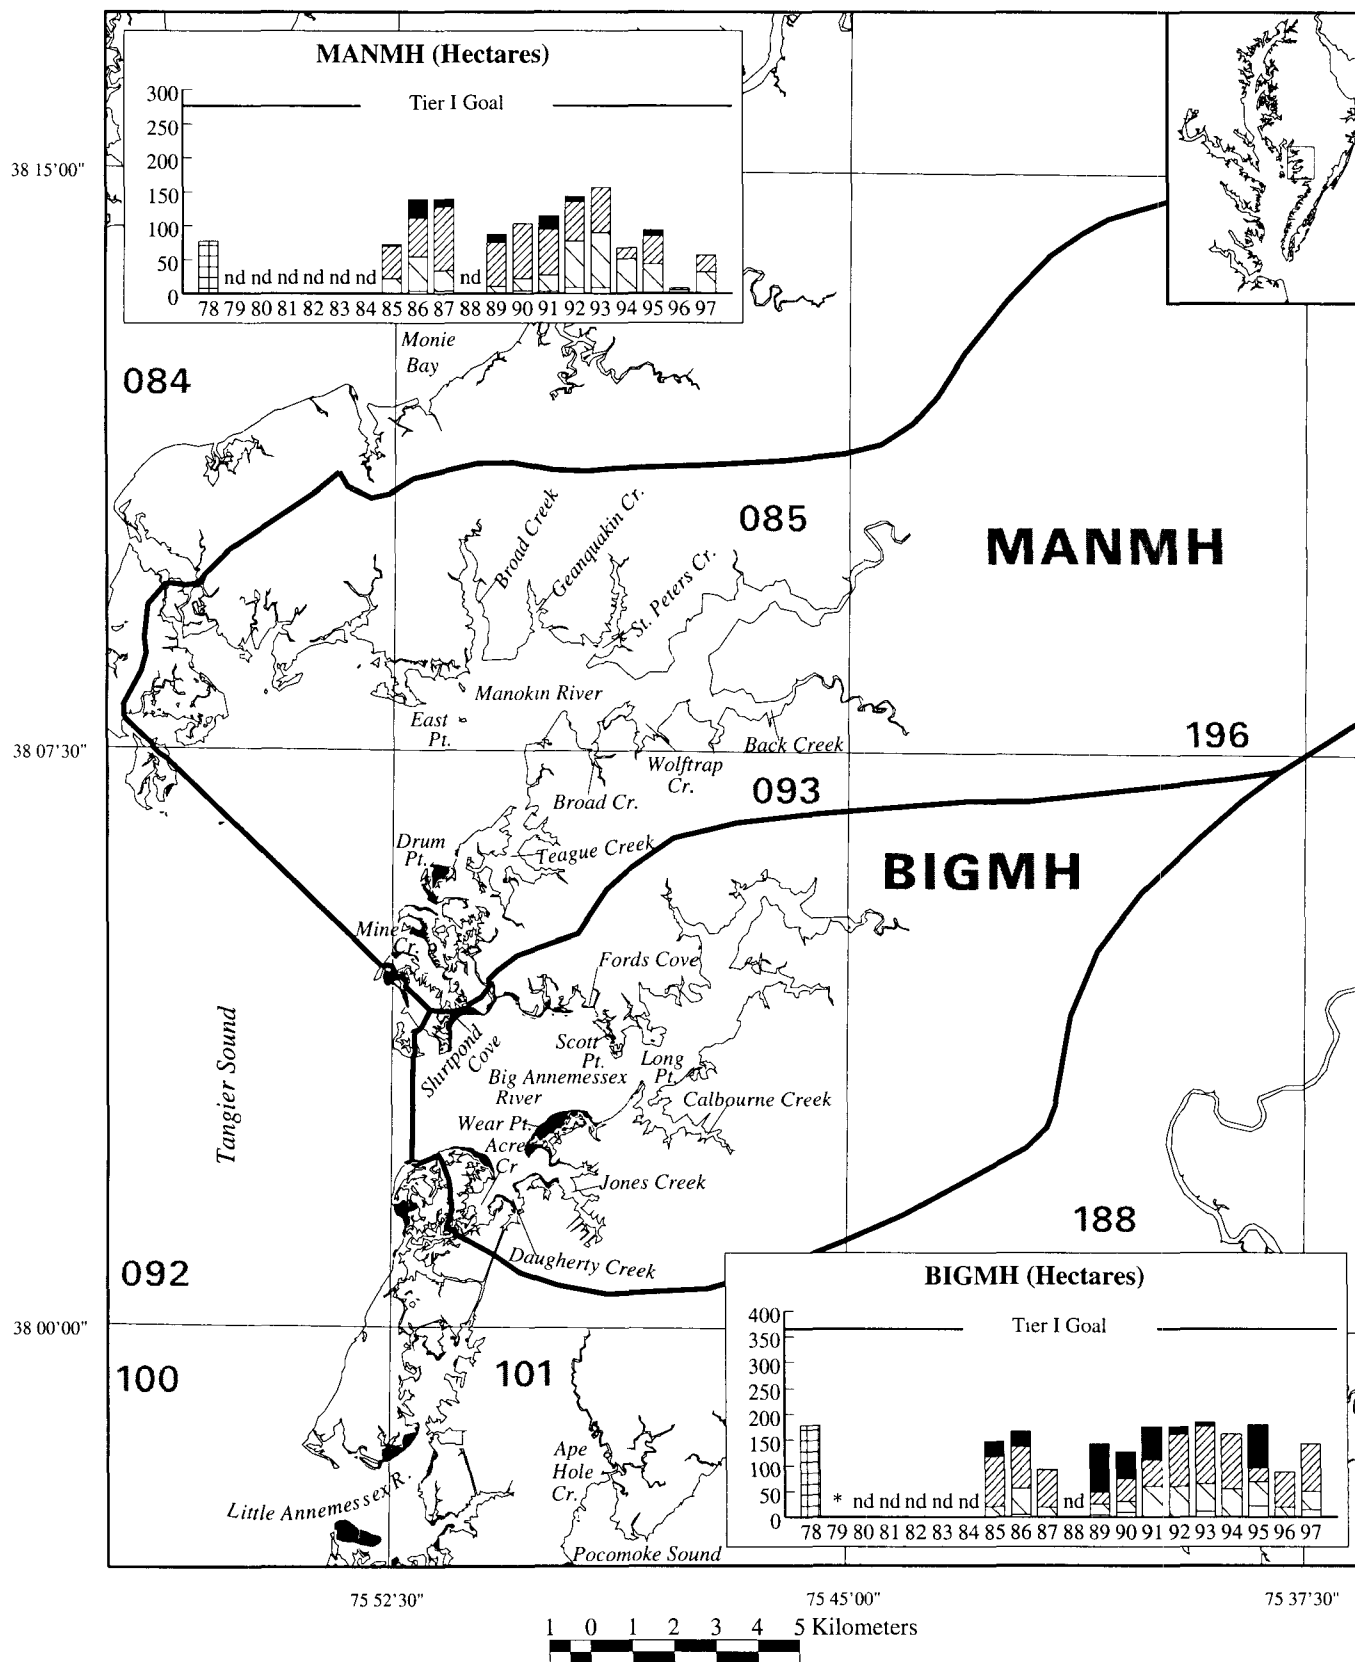 MANMH (Hectares)
Tier I Goal
300
250
200
150
100
50
0
78 79 80 81 82 83 84 85 86 87 88 89 90 91 92 93 94 95 96 97
nd nd nd nd nd nd nd
38 15'00"
Monie
Bay
084
085
MANMH
Broad Creek
Geanquakin Cr.
St. Peters Cr.
Manokin River
East
Pt.
38 07'30"
Back Creek
196
Wolftrap
Cr.
093
Broad Cr.
Drum
Pt.
Teague Creek
BIGMH
Mine
Cr.
Fords Cove
Tangier Sound
Shirtpond
Cove
Scott
Pt.
Long
Pt.
Big Annemessex
River
Calbourne Creek
Wear Pt.
Acre
Cr
Jones Creek
188
Daugherty Creek
092
BIGMH (Hectares)
Tier I Goal
400
350
300
250
200
150
100
50
0
* nd nd nd nd nd nd
78 79 80 81 82 83 84 85 86 87 88 89 90 91 92 93 94 95 96 97
38 00'00"
100
101
Ape
Hole
Cr.
Little Annemessex R.
Pocomoke Sound
75 52'30"
75 45'00"
75 37'30"
1 0 1 2 3 4 5 Kilometers